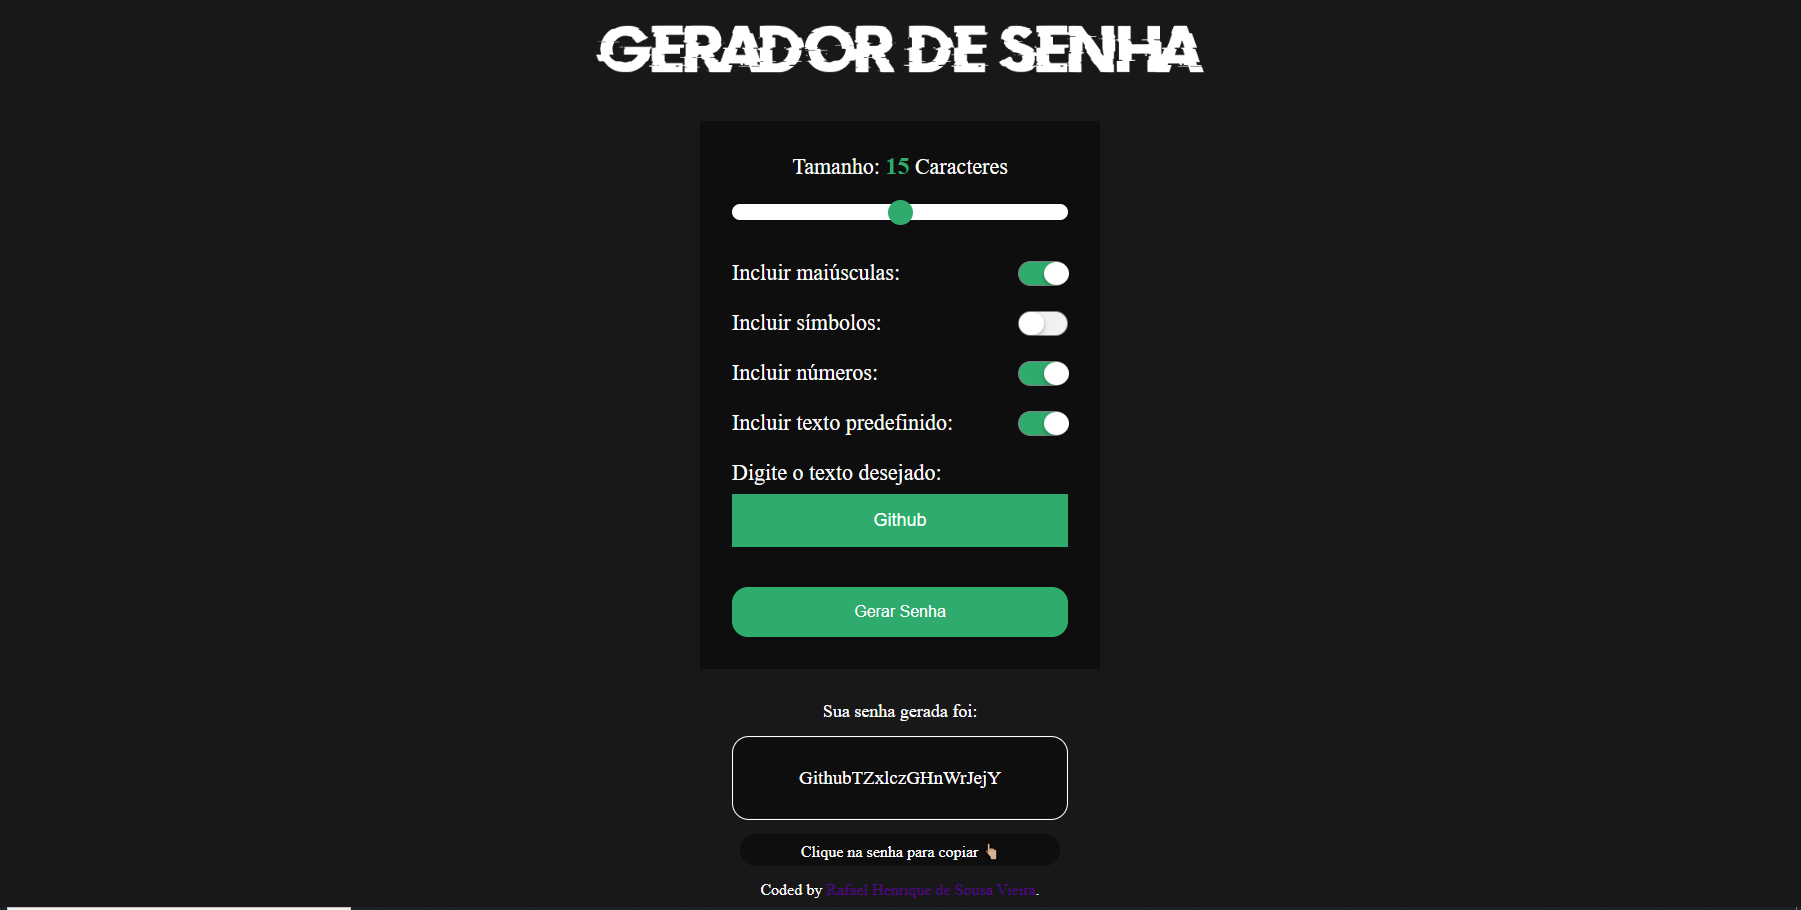 GERADOR DE SENHA
Tamanho: 15 Caracteres
Incluir maiúsculas:
Incluir símbolos:
Incluir números:
Incluir texto predefinido:
Digite o texto desejado:
Github
Gerar Senha
Sua senha gerada foi:
GithubTZxlczGHnWrJejY
Clique na senha para copiar 👆🏽
Coded by Rafael Henrique de Sousa Vieira.